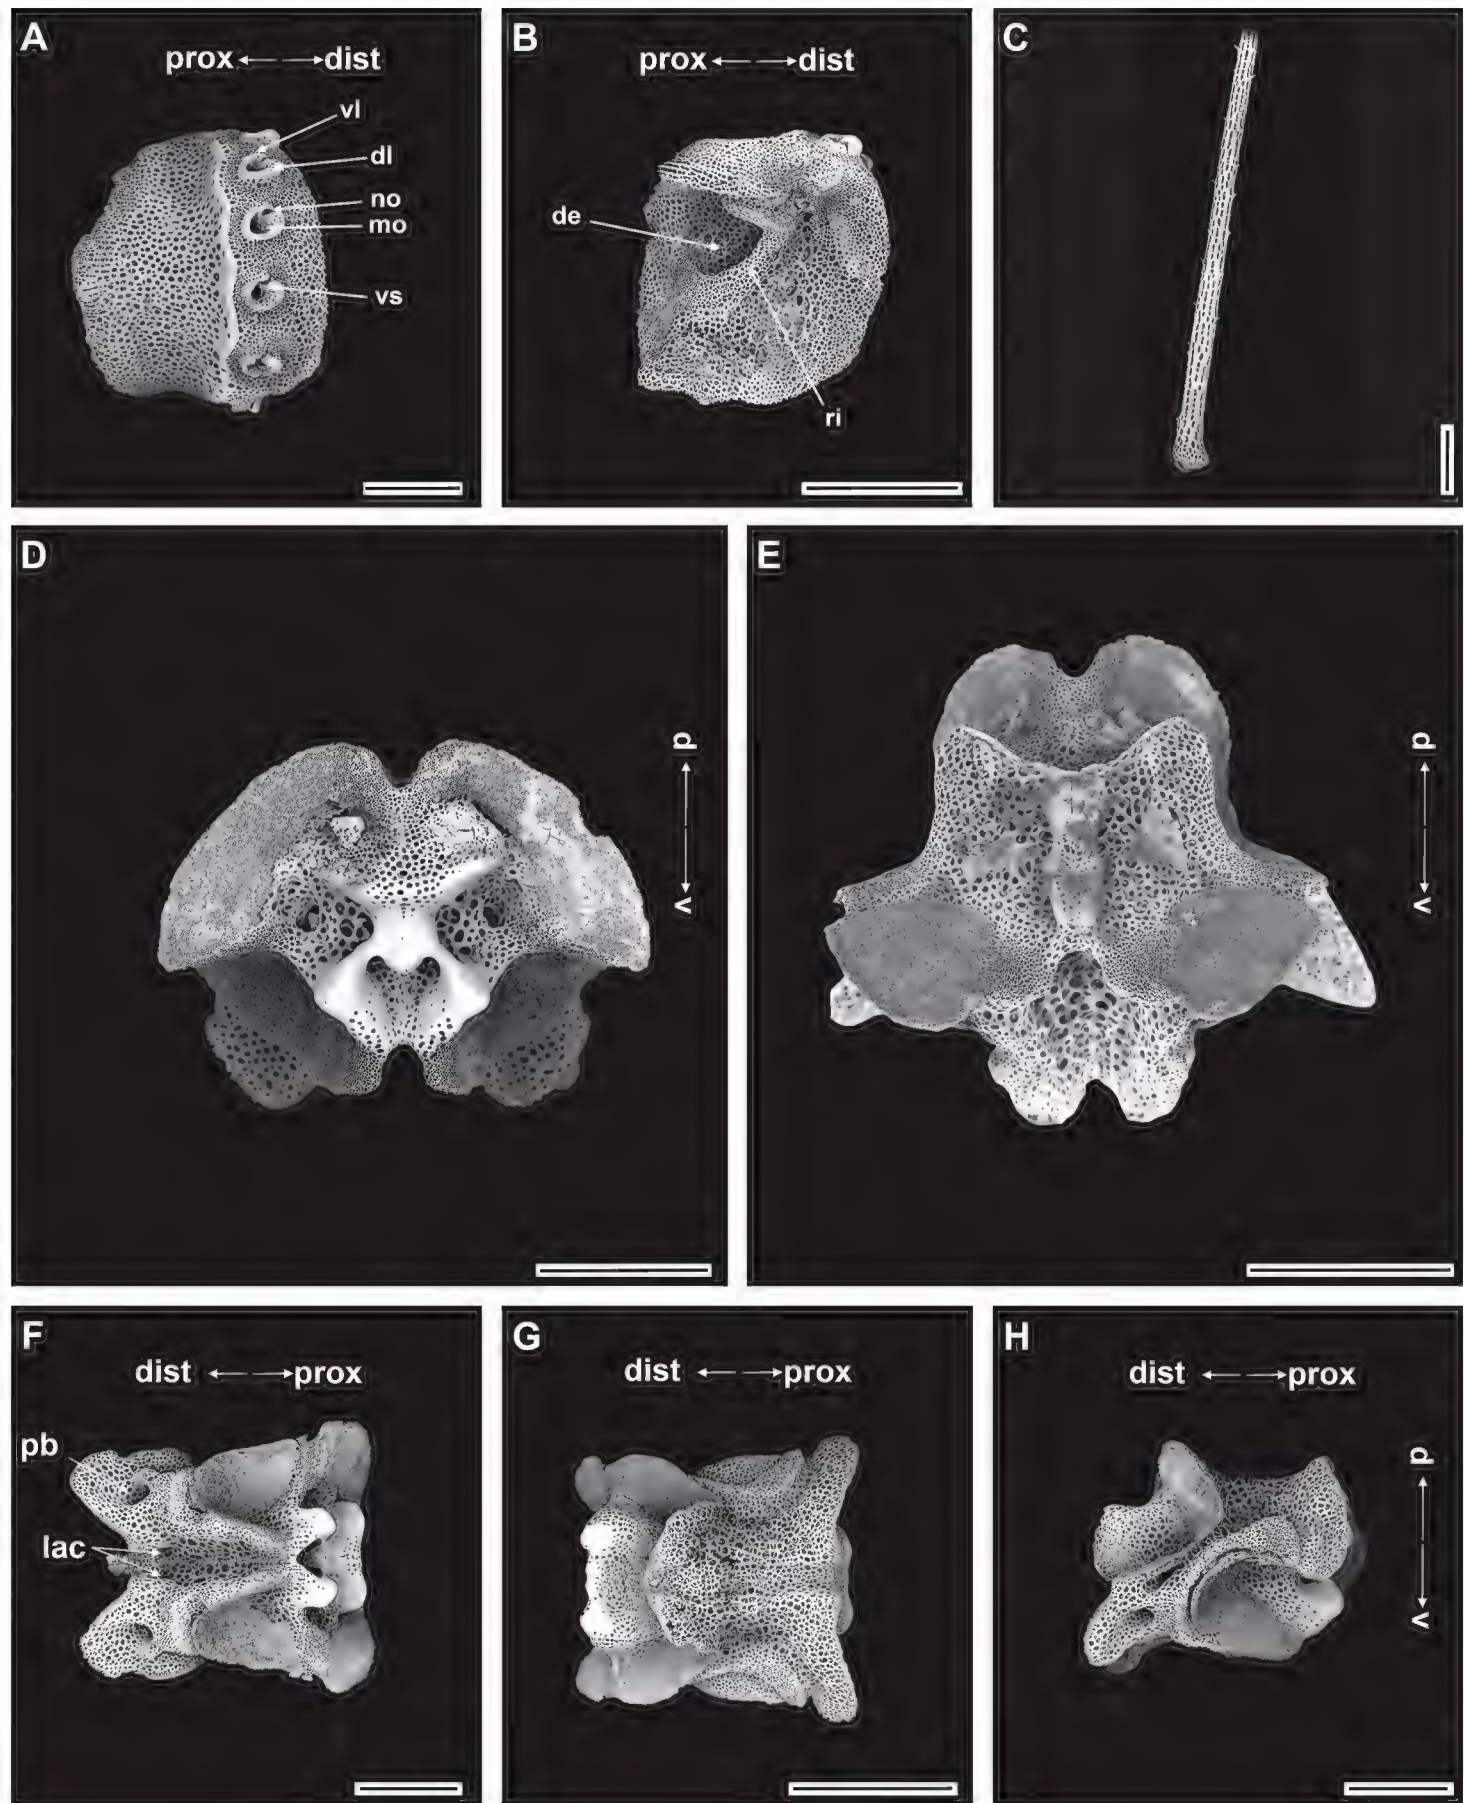 A
prox dist
vl
dl
no
mo
vs
B
prox dist
de
ri
C
D
d
v
E
d
v
F
dist prox
pb
lac
G
dist prox
H
dist prox
d
v